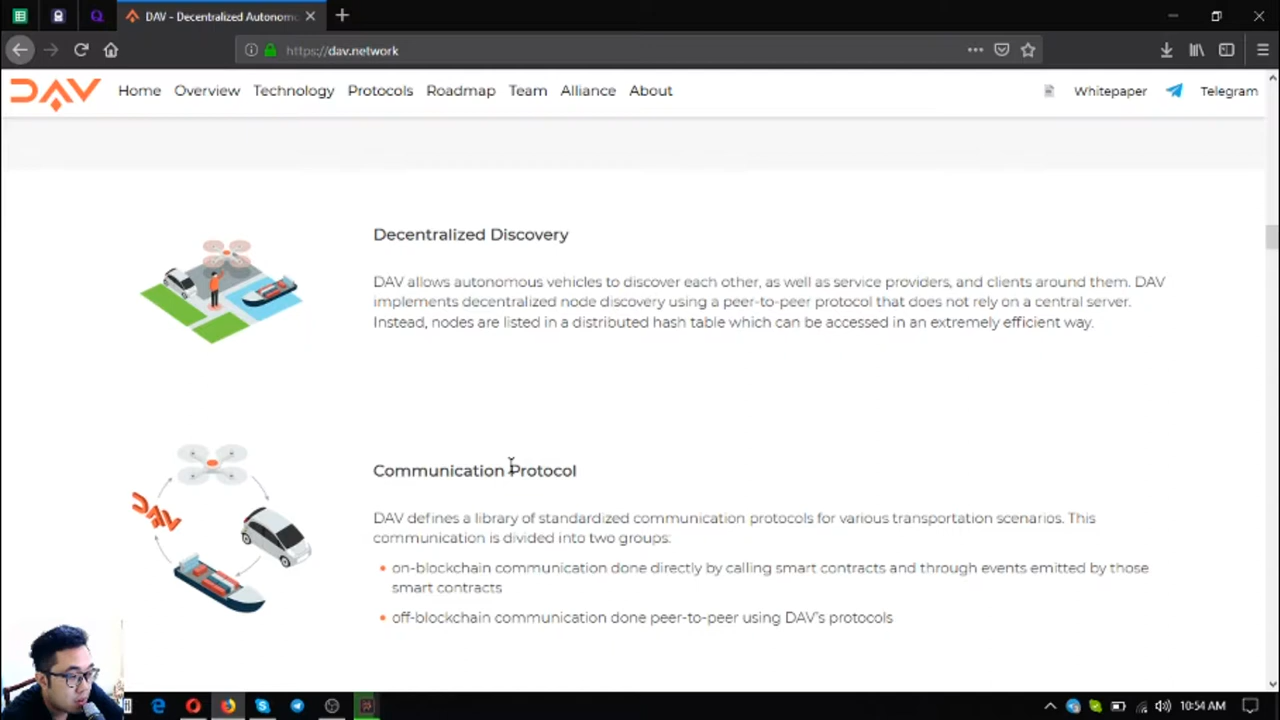 DAV - Decentralized Autonomo
https://dav.network
DAV
Home
Overview
Technology
Protocols
Roadmap
Team
Alliance
About
Whitepaper
Telegram
Decentralized Discovery
DAV allows autonomous vehicles to discover each other, as well as service providers, and clients around them. DAV
implements decentralized node discovery using a peer-to-peer protocol that does not rely on a central server.
Instead, nodes are listed in a distributed hash table which can be accessed in an extremely efficient way.
DAV
Communication Protocol
DAV defines a library of standardized communication protocols for various transportation scenarios. This
communication is divided into two groups:
on-blockchain communication done directly by calling smart contracts and through events emitted by those
smart contracts
off-blockchain communication done peer-to-peer using DAV's protocols
10:54 AM